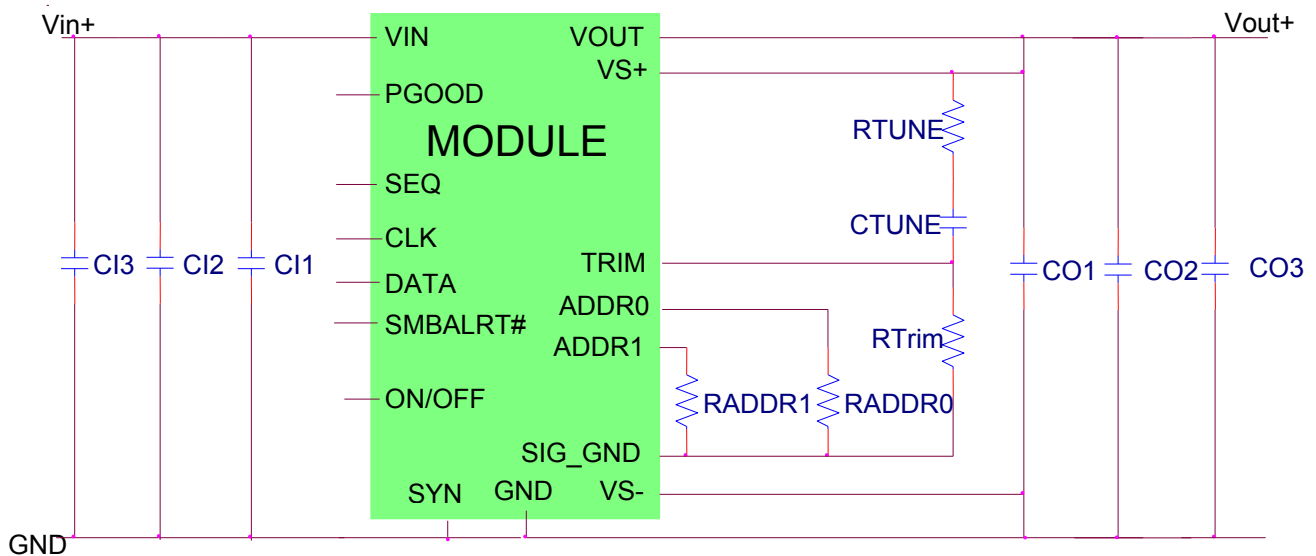 Vin+
VIN
VOUT
Vout+
VS+
PGOOD
MODULE
RTUNE
SEQ
CTUNE
CLK
TRIM
CI3
CI2
CI1
CO1
CO2
CO3
DATA
ADDR0
SMBALRT#
RTrim
ADDR1
ON/OFF
RADDR1
RADDR0
SIG_GND
SYN
GND
VS-
GND